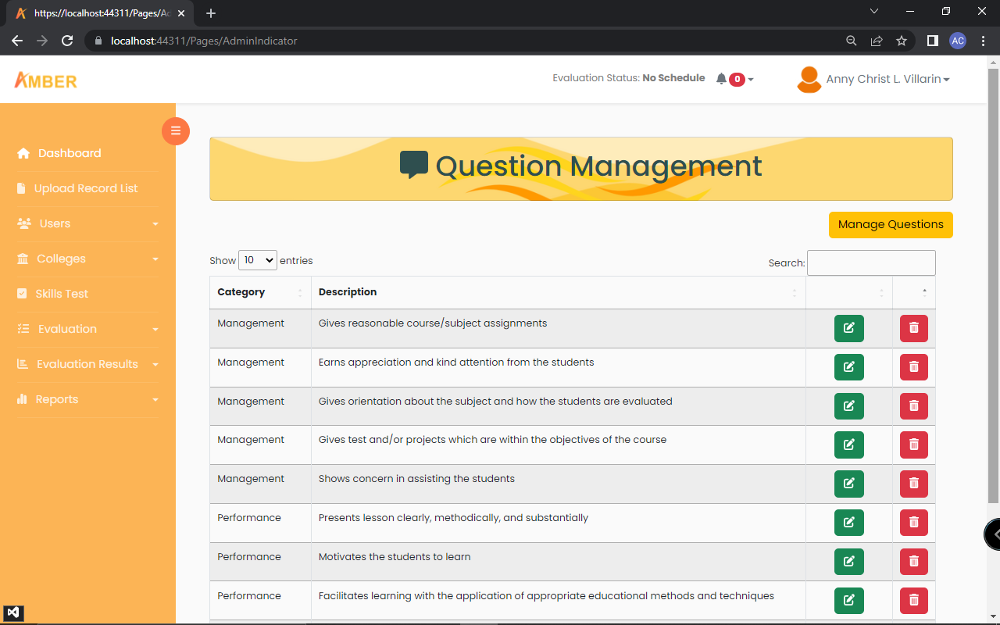 https://localhost:44311/Pages/Ad
localhost:44311/Pages/AdminIndicator
AC
AMBER
Evaluation Status: No Schedule
0
Anny Christ L. Villarin
Dashboard
Upload Record List
Users
Colleges
Skills Test
Evaluation
Evaluation Results
Reports
Question Management
Manage Questions
Show 10 entries
Search:
Category Description
Management Gives reasonable course/subject assignments
Management Earns appreciation and kind attention from the students
Management Gives orientation about the subject and how the students are evaluated
Management Gives test and/or projects which are within the objectives of the course
Management Shows concern in assisting the students
Performance Presents lesson clearly, methodically, and substantially
Performance Motivates the students to learn
Performance Facilitates learning with the application of appropriate educational methods and techniques